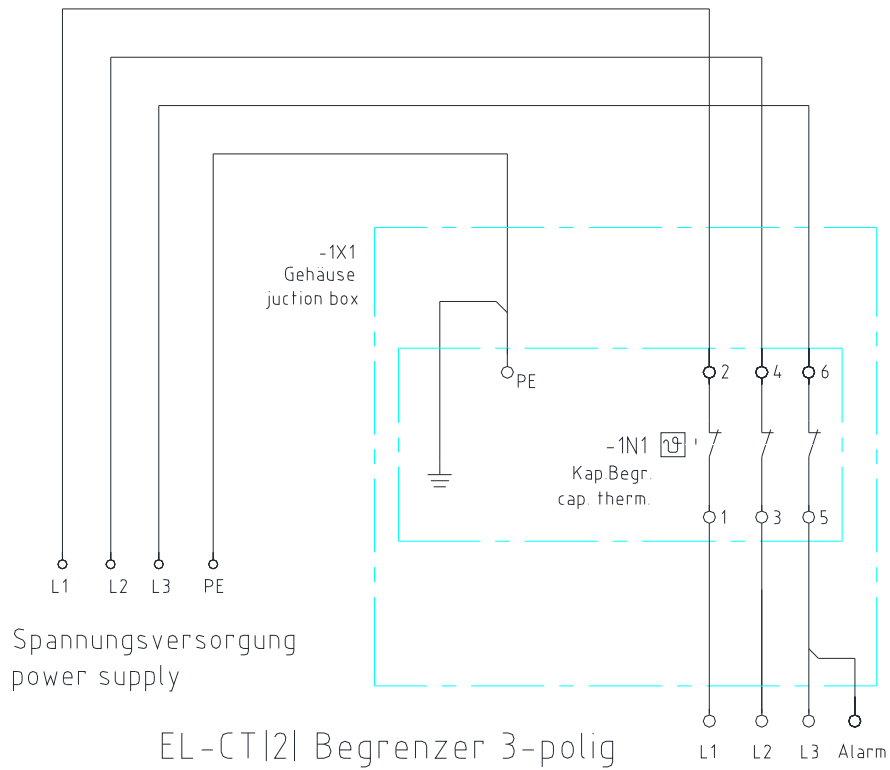 -1X1
Gehäuse
juction box
PE
2
4
6
-1N1 ϑ
Kap.Begr.
cap. therm.
1
3
5
L1 L2 L3 PE
Spannungsversorgung
power supply
EL-CT|2| Begrenzer 3-polig
L1 L2 L3 Alarm